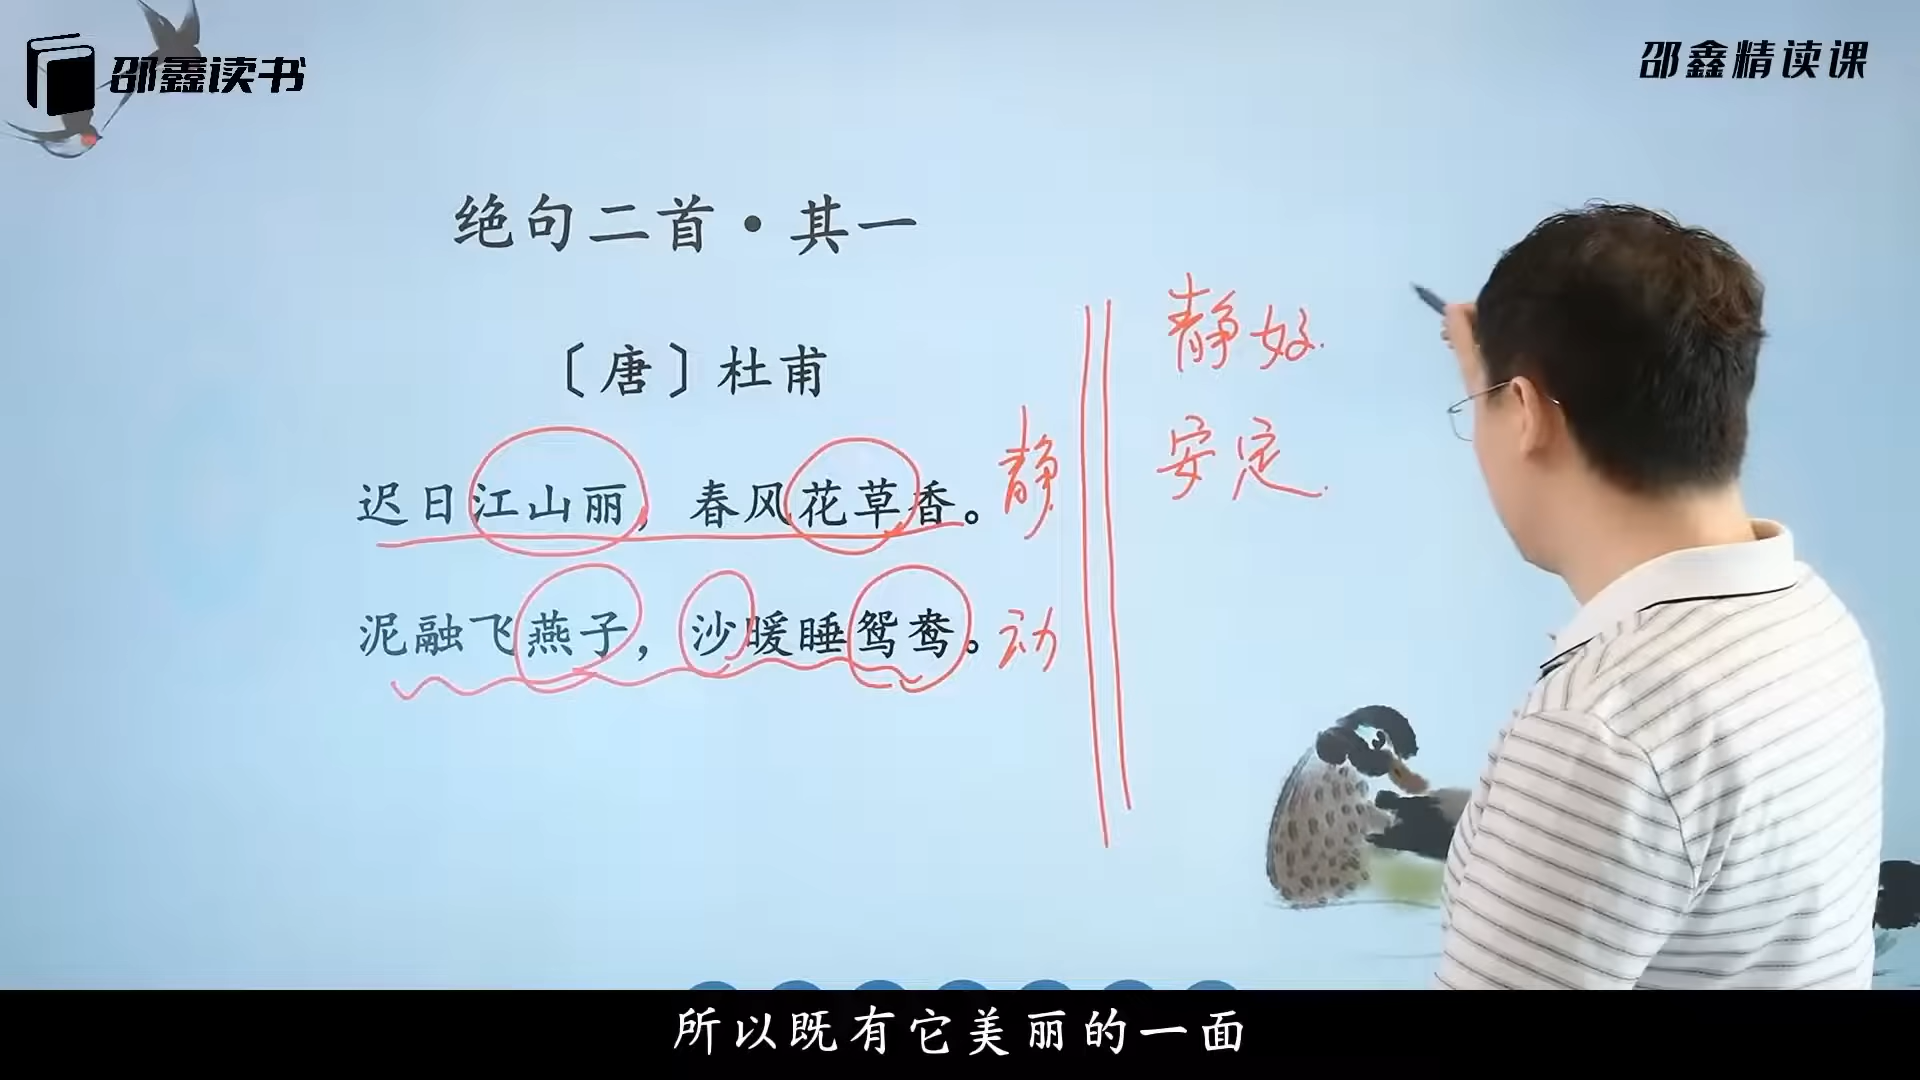 邵鑫读书
邵鑫精读课
绝句二首·其一
〔唐〕杜甫
迟日江山丽，春风花草香。
静
泥融飞燕子，沙暖睡鸳鸯。
动
静好.
安定.
所以既有它美丽的一面